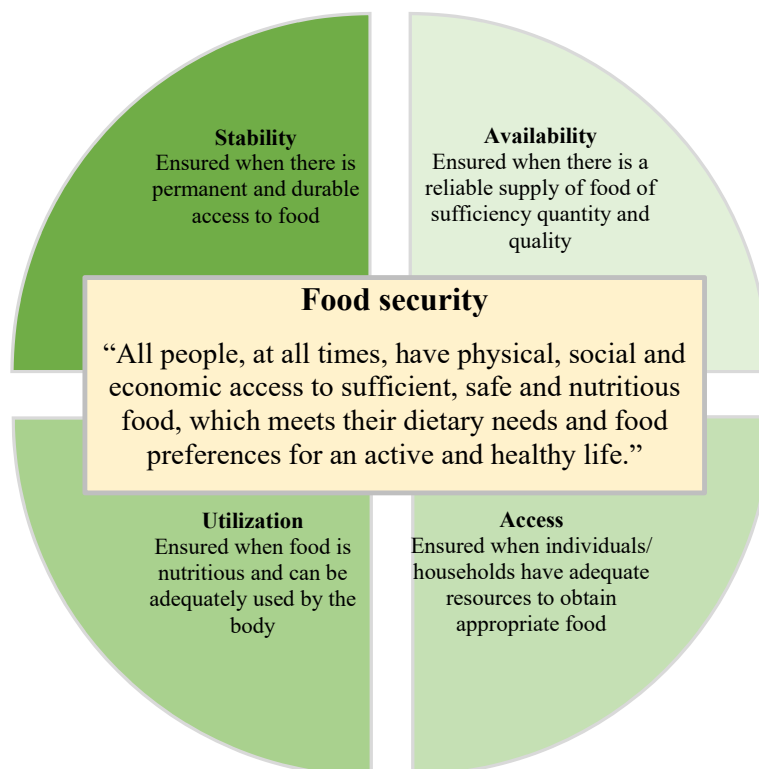 Stability
Ensured when there is
permanent and durable
access to food
Availability
Ensured when there is a
reliable supply of food of
sufficiency quantity and
quality
Food security
“All people, at all times, have physical, social and
economic access to sufficient, safe and nutritious
food, which meets their dietary needs and food
preferences for an active and healthy life.”
Utilization
Ensured when food is
nutritious and can be
adequately used by the
body
Access
Ensured when individuals/
households have adequate
resources to obtain
appropriate food